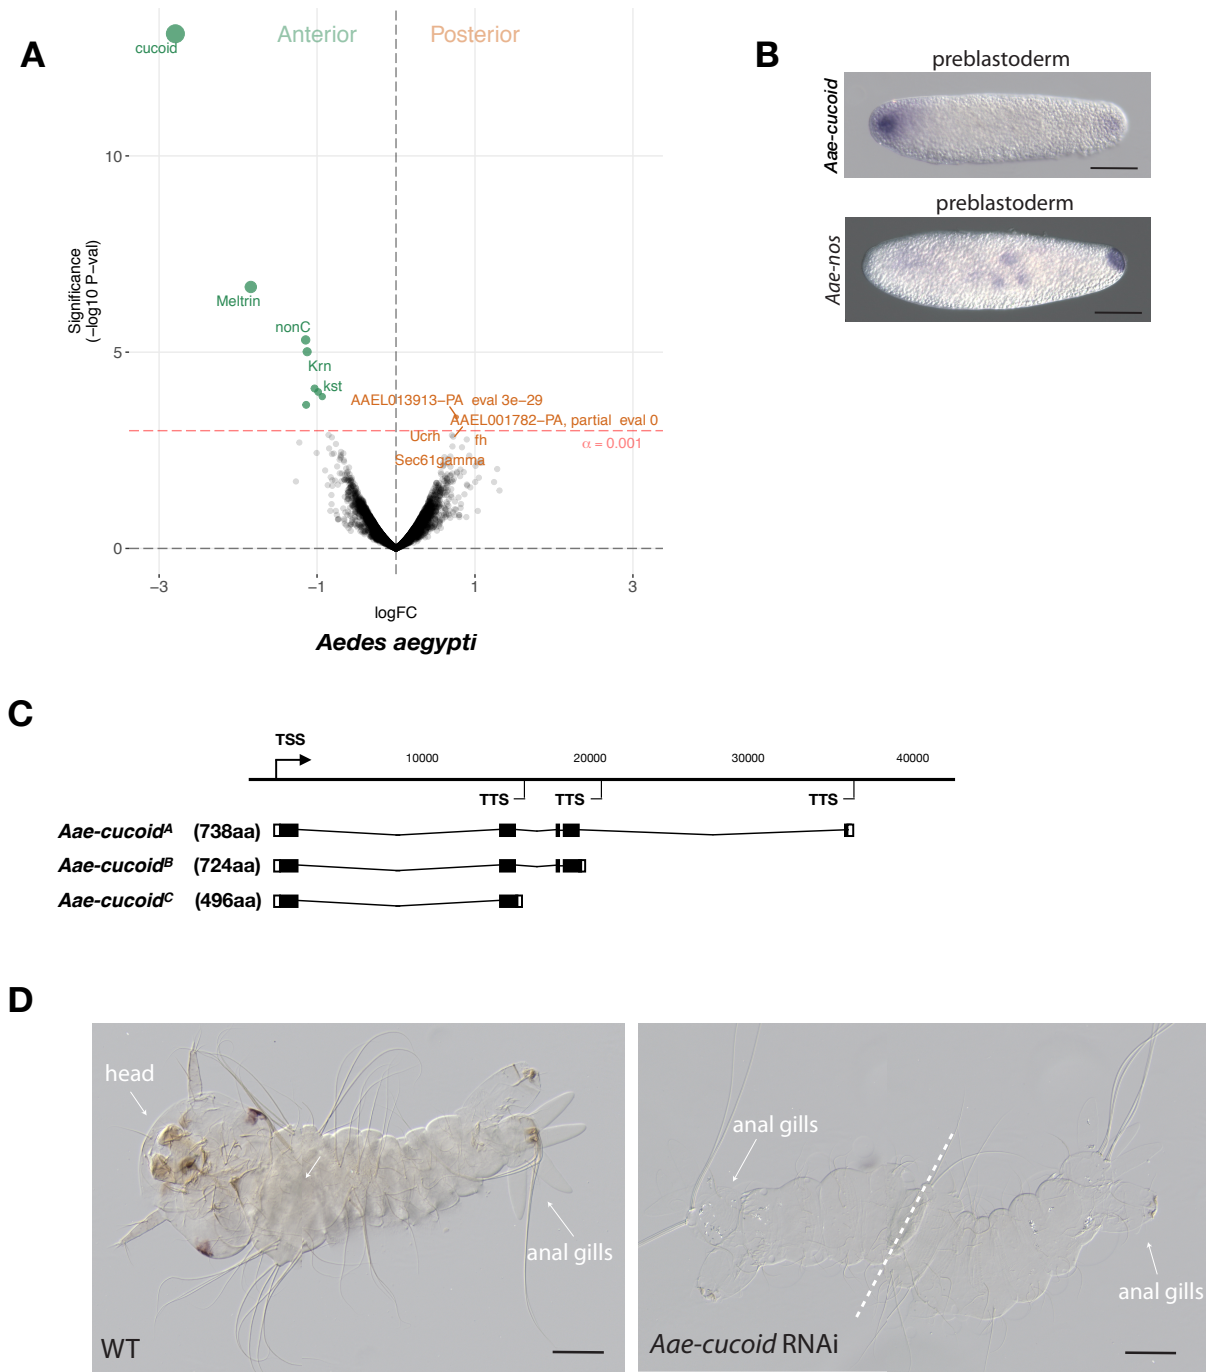 A
Anterior
Posterior
cucoid
10
5
0
Significance
(−log10 P−val)
Meltrin
nonC
Krn
kst
AAEL013913−PA eval 3e−29
AAEL001782−PA, partial eval 0
Ucrh
fh
α = 0.001
Sec61gamma
−3
−1
1
3
logFC
Aedes aegypti
B
preblastoderm
Aae-cucoid
preblastoderm
Aae-nos
C
TSS
10000
20000
30000
40000
TTS
TTS
TTS
Aae-cucoidA (738aa)
Aae-cucoidB (724aa)
Aae-cucoidC (496aa)
D
head
anal gills
WT
anal gills
anal gills
Aae-cucoid RNAi